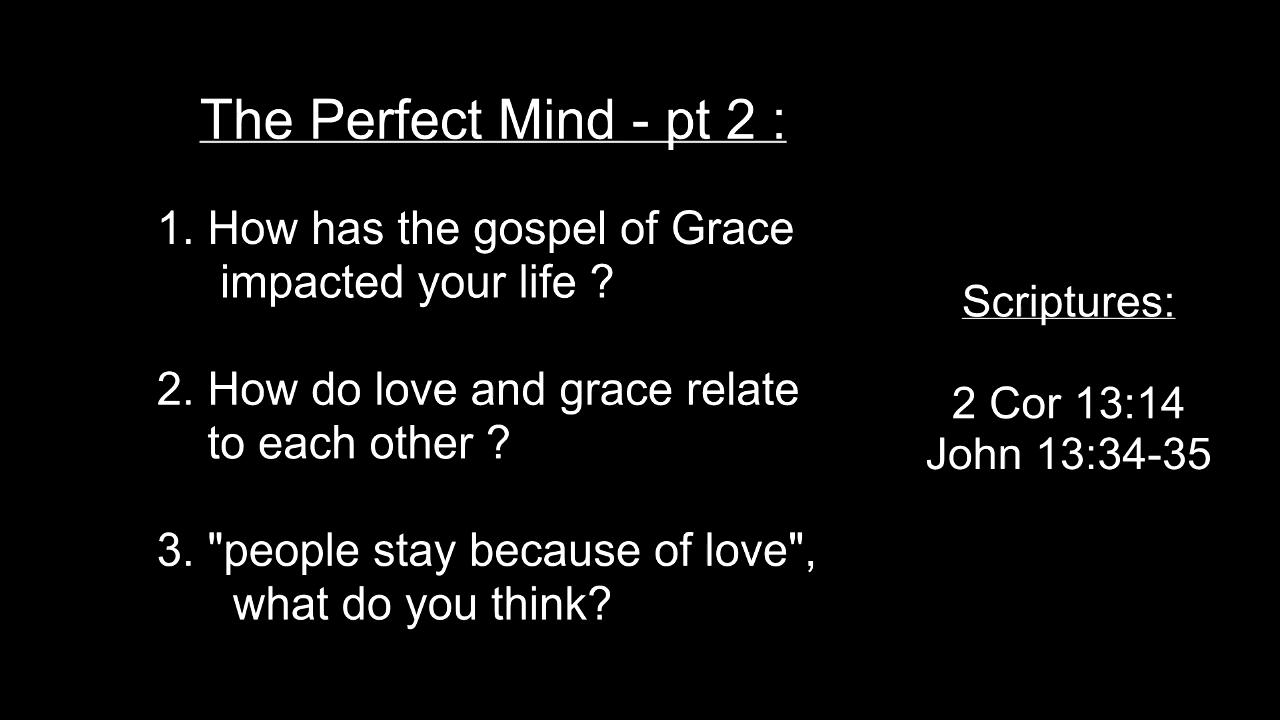 The Perfect Mind - pt 2 :
1. How has the gospel of Grace
impacted your life ?
2. How do love and grace relate
to each other ?
3. "people stay because of love",
what do you think?
Scriptures:
2 Cor 13:14
John 13:34-35